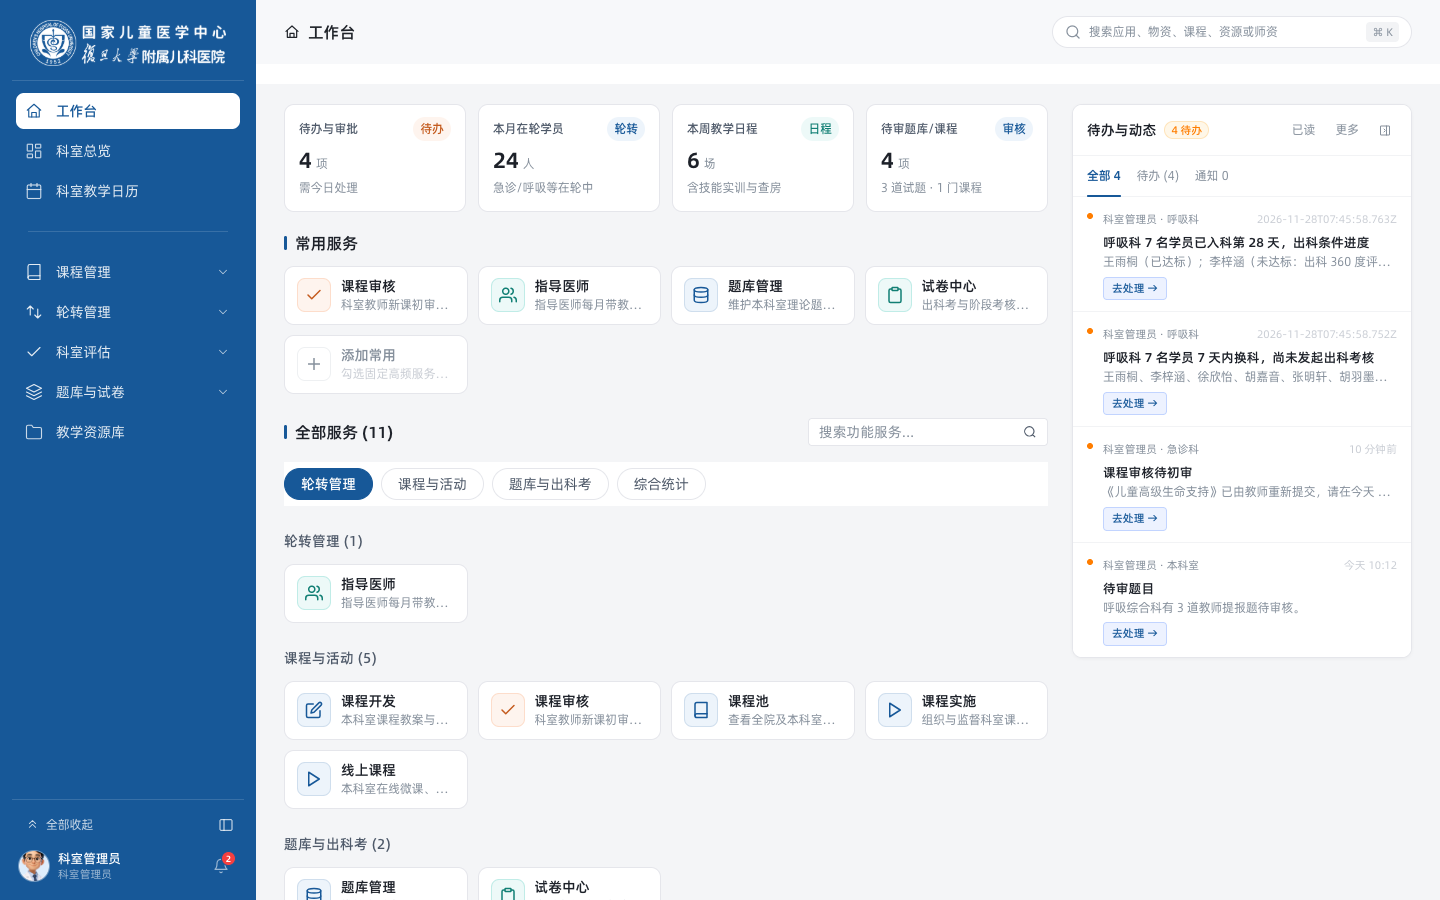 国家儿童医学中心
復旦大学附属儿科医院
工作台
科室总览
科室教学日历
课程管理
轮转管理
科室评估
题库与试卷
教学资源库
全部收起
科室管理员
科室管理员
2
工作台
搜索应用、物资、课程、资源或师资
⌘ K
待办与审批 待办
4 项
需今日处理
本月在轮学员 轮转
24 人
急诊/呼吸等在轮中
本周教学日程 日程
6 场
含技能实训与查房
待审题库/课程 审核
4 项
3 道试题 · 1 门课程
常用服务
课程审核
科室教师新课初审...
指导医师
指导医师每月带教...
题库管理
维护本科室理论题...
试卷中心
出科考与阶段考核...
添加常用
勾选固定高频服务...
全部服务 (11)
搜索功能服务...
轮转管理 课程与活动 题库与出科考 综合统计
轮转管理 (1)
指导医师
指导医师每月带教...
课程与活动 (5)
课程开发
本科室课程教案与...
课程审核
科室教师新课初审...
课程池
查看全院及本科室...
课程实施
组织与监督科室课...
线上课程
本科室在线微课、...
题库与出科考 (2)
题库管理
试卷中心
待办与动态 4 待办 已读 更多
全部 4 待办 (4) 通知 0
科室管理员 · 呼吸科 2026-11-28T07:45:58.763Z
呼吸科 7 名学员已入科第 28 天，出科条件进度
王雨桐（已达标）；李梓涵（未达标：出科 360 度评...
去处理 →
科室管理员 · 呼吸科 2026-11-28T07:45:58.752Z
呼吸科 7 名学员 7 天内换科，尚未发起出科考核
王雨桐、李梓涵、徐欣怡、胡嘉音、张明轩、胡羽墨...
去处理 →
科室管理员 · 急诊科 10 分钟前
课程审核待初审
《儿童高级生命支持》已由教师重新提交，请在今天 ...
去处理 →
科室管理员 · 本科室 今天 10:12
待审题目
呼吸综合科有 3 道教师提报题待审核。
去处理 →